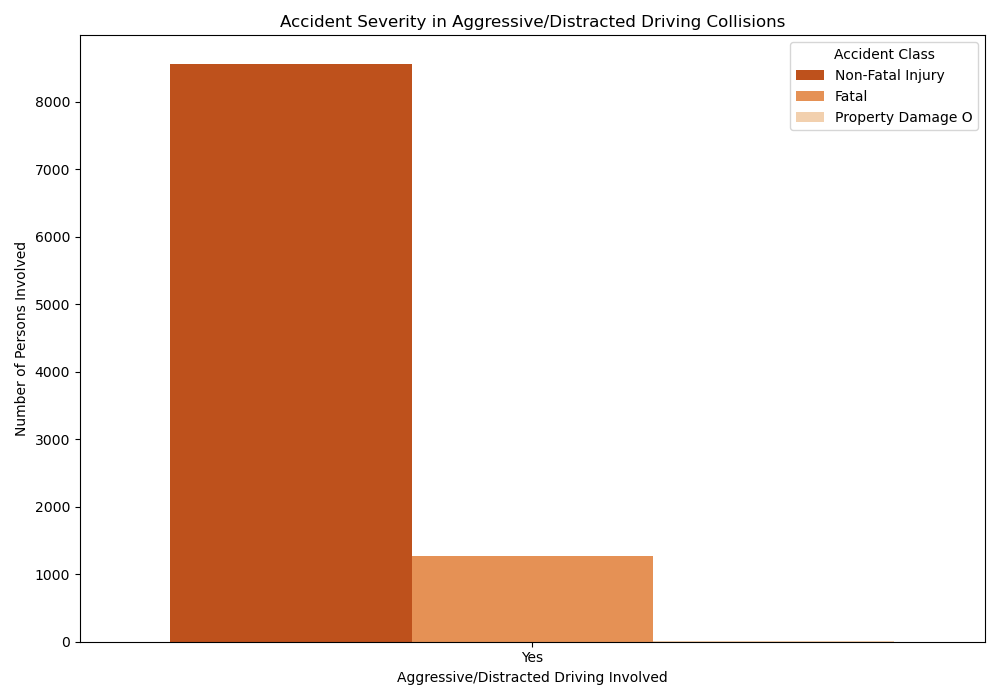 Accident Severity in Aggressive/Distracted Driving Collisions
Accident Class
Non-Fatal Injury
Fatal
Property Damage O
Number of Persons Involved
8000
7000
6000
5000
4000
3000
2000
1000
0
Yes
Aggressive/Distracted Driving Involved